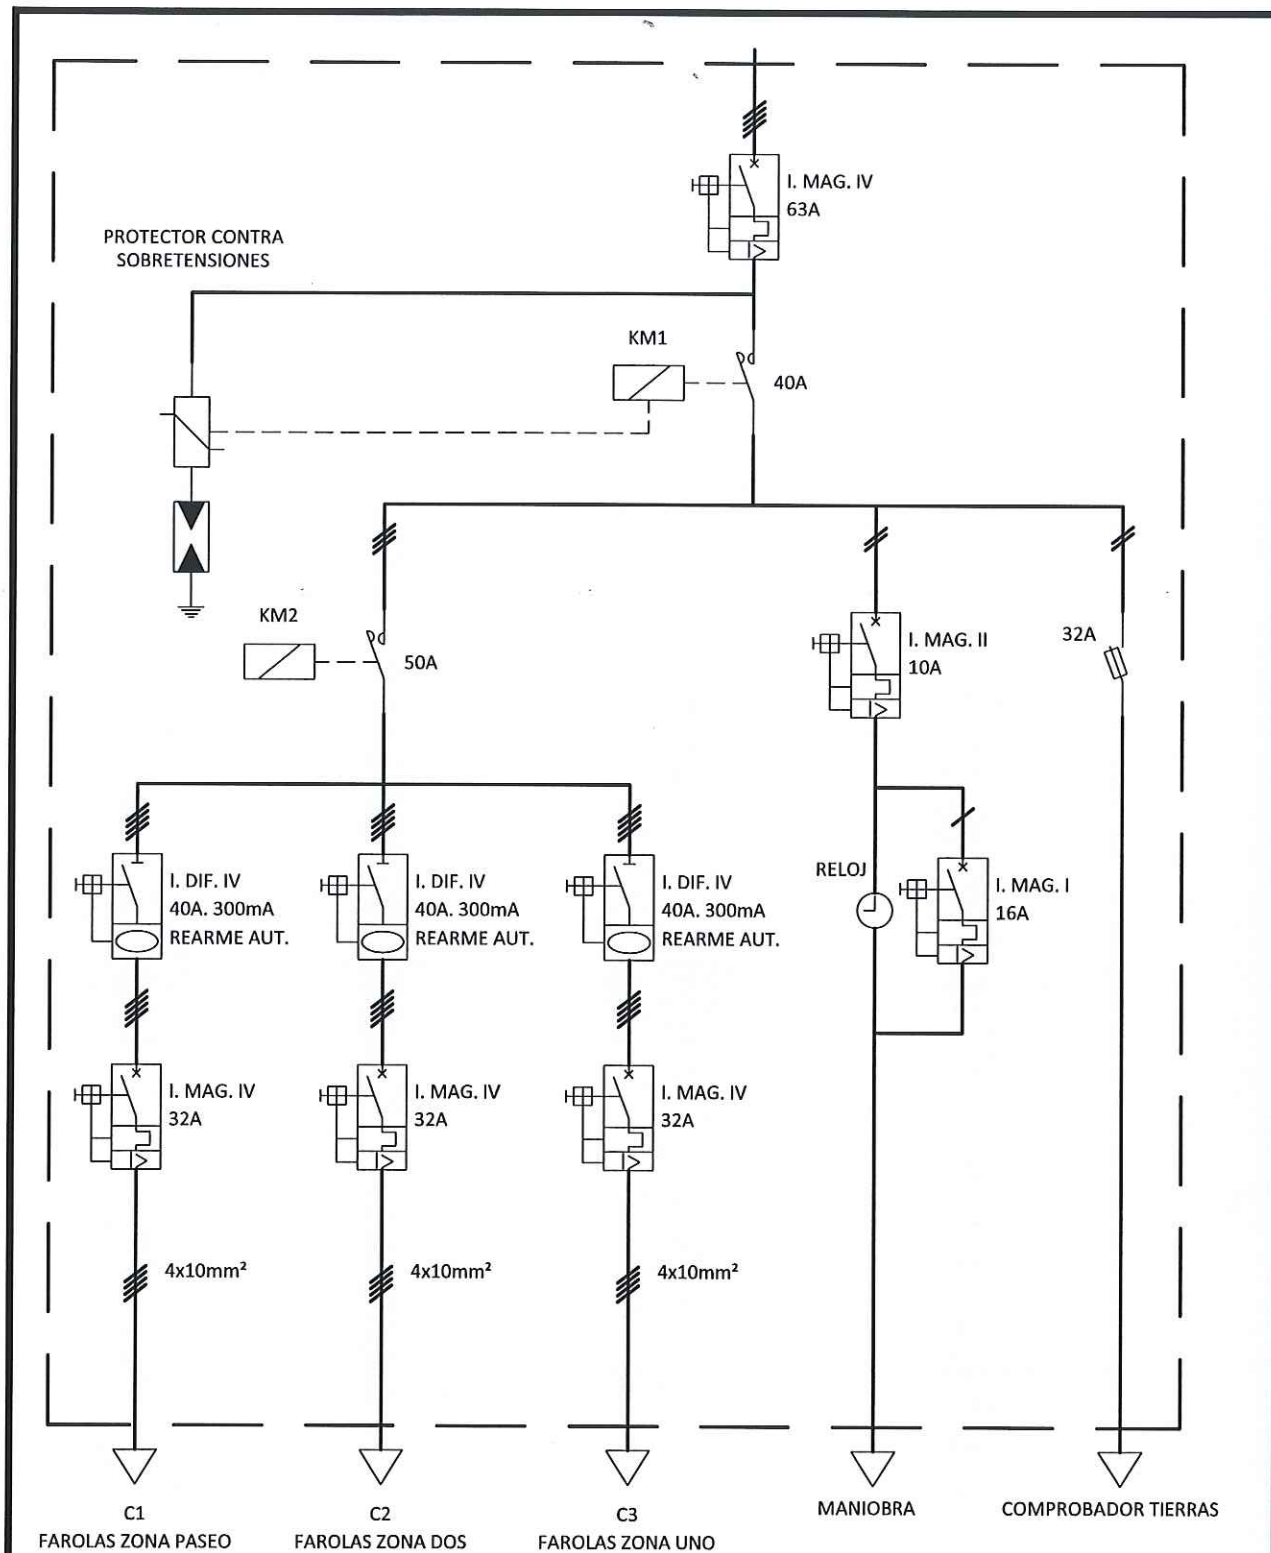 I. MAG. IV
63A
PROTECTOR CONTRA
SOBRETENSIONES
KM1
40A
KM2
50A
I. MAG. II
10A
32A
I. DIF. IV
40A. 300mA
REARME AUT.
I. DIF. IV
40A. 300mA
REARME AUT.
I. DIF. IV
40A. 300mA
REARME AUT.
RELOJ
I. MAG. I
16A
I. MAG. IV
32A
I. MAG. IV
32A
I. MAG. IV
32A
4x10mm²
4x10mm²
4x10mm²
C1
FAROLAS ZONA PASEO
C2
FAROLAS ZONA DOS
C3
FAROLAS ZONA UNO
MANIOBRA
COMPROBADOR TIERRAS